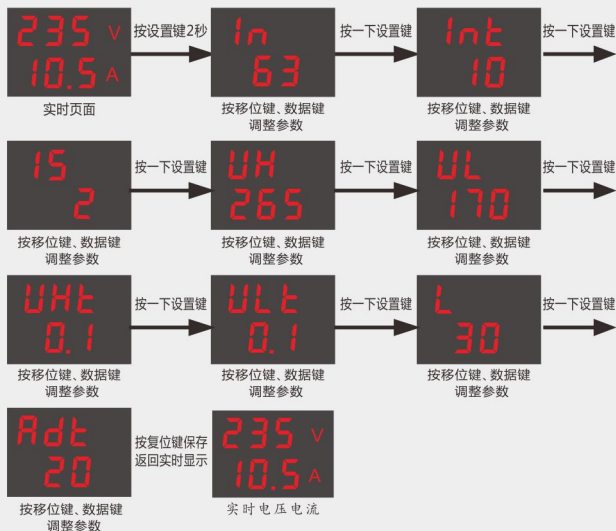 235 V
10.5 A
实时页面
按设置键2秒
In
63
按移位键、数据键
调整参数
按一下设置键
Int
10
按移位键、数据键
调整参数
按一下设置键
IS
2
按移位键、数据键
调整参数
按一下设置键
UH
265
按移位键、数据键
调整参数
按一下设置键
UL
170
按移位键、数据键
调整参数
按一下设置键
UHt
0.1
按移位键、数据键
调整参数
按一下设置键
ULt
0.1
按移位键、数据键
调整参数
按一下设置键
L
30
按移位键、数据键
调整参数
按一下设置键
Adt
20
按移位键、数据键
调整参数
按复位键保存
返回实时显示
235 V
10.5 A
实时电压电流